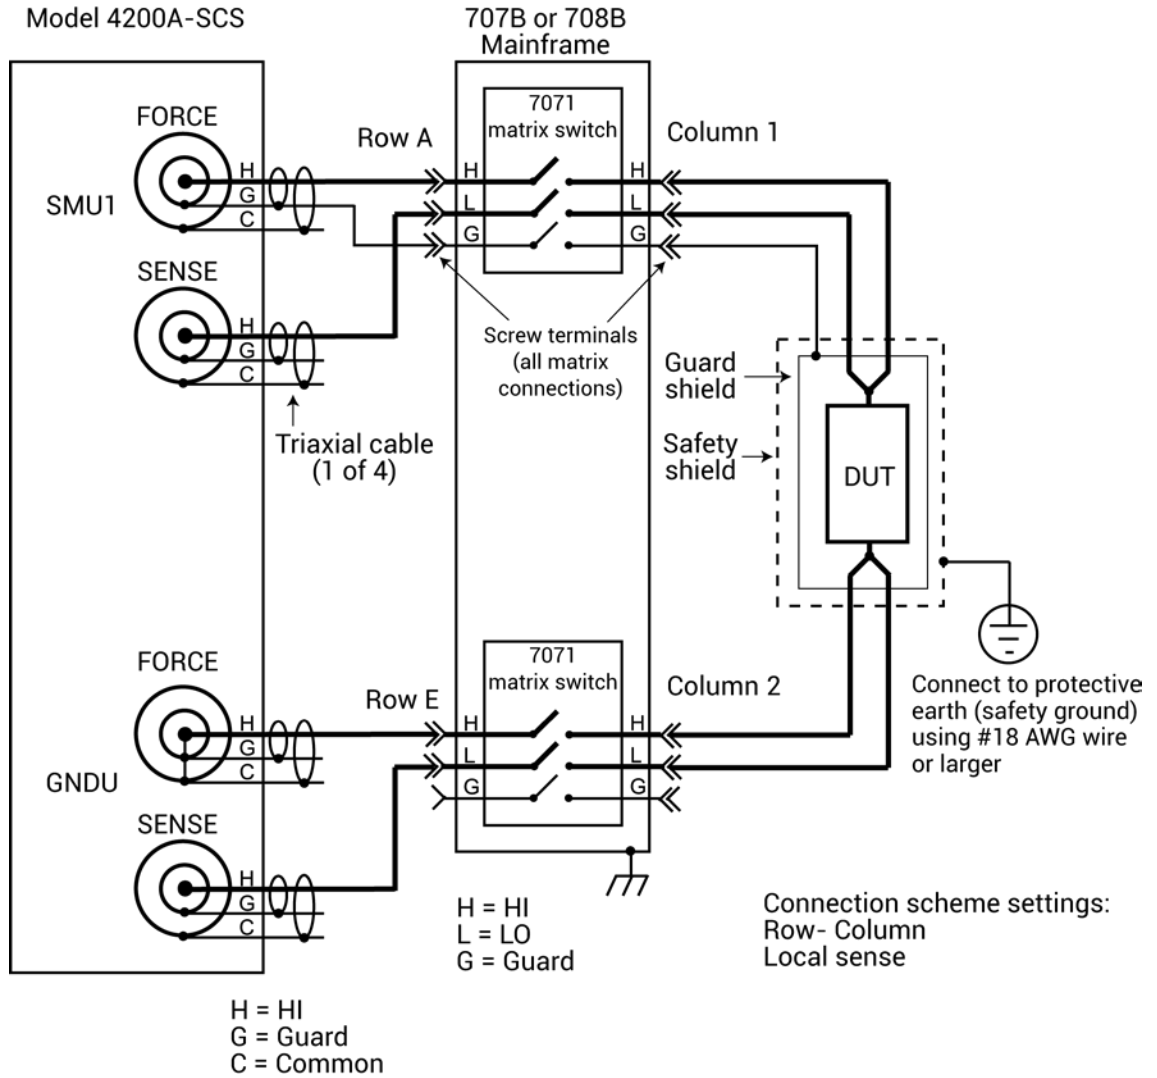 Model 4200A-SCS
707B or 708B
Mainframe
FORCE
SMU1
H
G
C
SENSE
H
G
C
Triaxial cable
(1 of 4)
Row A
7071
matrix switch
H
L
G
H
L
G
Column 1
Screw terminals
(all matrix
connections)
Guard
shield
Safety
shield
DUT
Connect to protective
earth (safety ground)
using #18 AWG wire
or larger
FORCE
GNDU
H
G
C
SENSE
H
G
C
Row E
7071
matrix switch
H
L
G
H
L
G
Column 2
H = HI
L = LO
G = Guard
Connection scheme settings:
Row- Column
Local sense
H = HI
G = Guard
C = Common